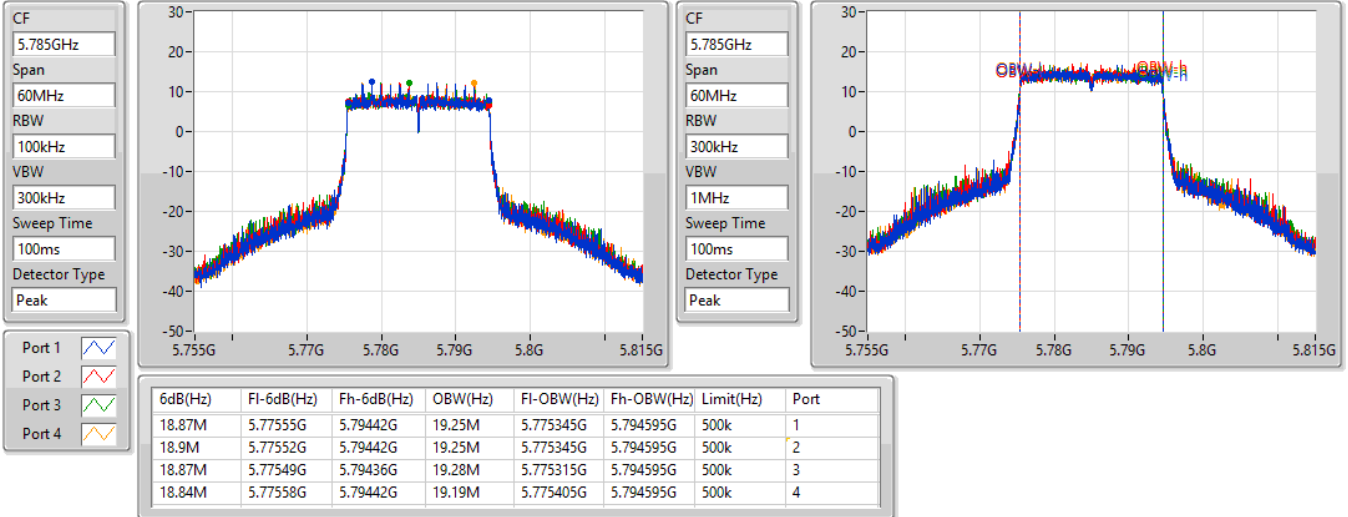 CF
5.785GHz
Span
60MHz
RBW
100kHz
VBW
300kHz
Sweep Time
100ms
Detector Type
Peak
30
20
10
0
-10
-20
-30
-40
-50
5.755G 5.77G 5.78G 5.79G 5.8G 5.815G
CF
5.785GHz
Span
60MHz
RBW
300kHz
VBW
1MHz
Sweep Time
100ms
Detector Type
Peak
30
20
10
0
-10
-20
-30
-40
-50
OBW-h
5.755G 5.77G 5.78G 5.79G 5.8G 5.815G
Port 1
Port 2
Port 3
Port 4
6dB(Hz) Fl-6dB(Hz) Fh-6dB(Hz) OBW(Hz) Fl-OBW(Hz) Fh-OBW(Hz) Limit(Hz) Port
18.87M 5.77555G 5.79442G 19.25M 5.775345G 5.794595G 500k 1
18.9M 5.77552G 5.79442G 19.25M 5.775345G 5.794595G 500k 2
18.87M 5.77549G 5.79436G 19.28M 5.775315G 5.794595G 500k 3
18.84M 5.77558G 5.79442G 19.19M 5.775405G 5.794595G 500k 4